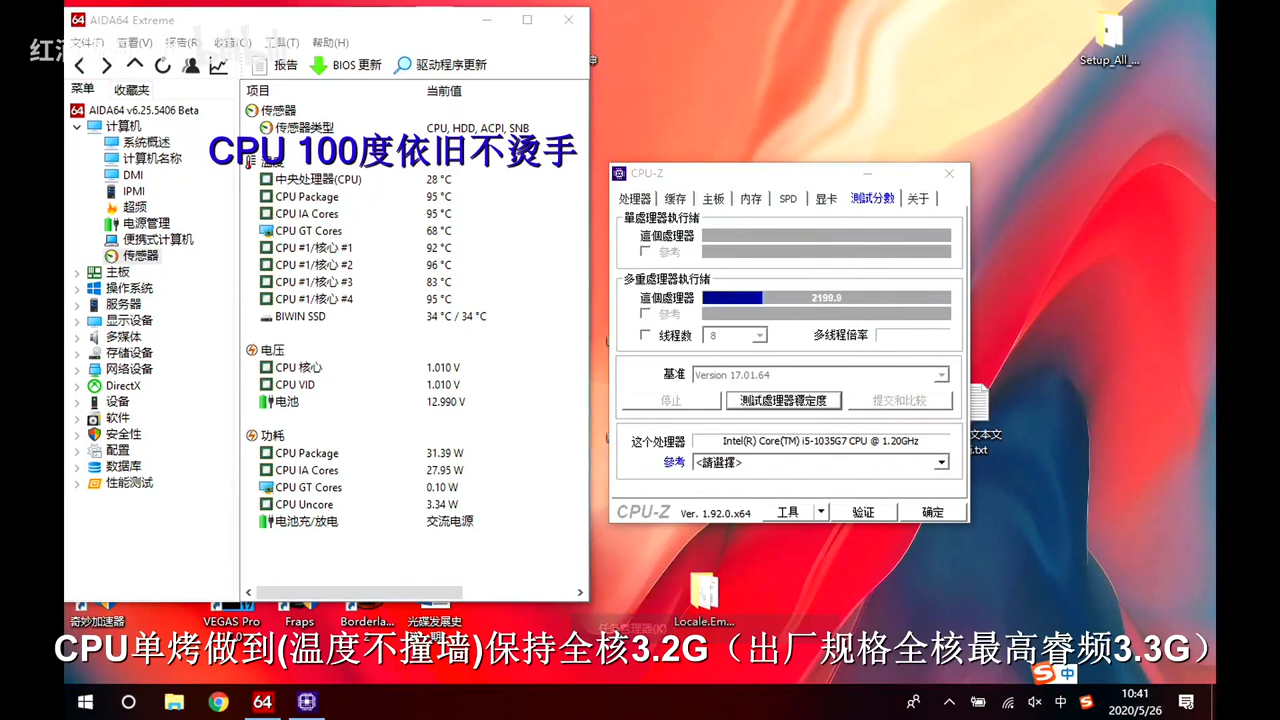 AIDA64 Extreme
文件(F) 查看(V) 报告(R) 收藏(O) 工具(T) 帮助(H)
报告 BIOS 更新 驱动程序更新
菜单 收藏夹
项目 当前值
AIDA64 v6.25.5406 Beta
计算机
系统概述
计算机名称
DMI
IPMI
超频
电源管理
便携式计算机
传感器
主板
操作系统
服务器
显示设备
多媒体
存储设备
网络设备
DirectX
设备
软件
安全性
配置
数据库
性能测试
传感器
传感器类型 CPU, HDD, ACPI, SNB
CPU 100度依旧不烫手
温度
中央处理器(CPU) 28 °C
CPU Package 95 °C
CPU IA Cores 95 °C
CPU GT Cores 68 °C
CPU #1/核心 #1 92 °C
CPU #1/核心 #2 96 °C
CPU #1/核心 #3 83 °C
CPU #1/核心 #4 95 °C
BIWIN SSD 34 °C / 34 °C
电压
CPU 核心 1.010 V
CPU VID 1.010 V
电池 12.990 V
功耗
CPU Package 31.39 W
CPU IA Cores 27.95 W
CPU GT Cores 0.10 W
CPU Uncore 3.34 W
电池充/放电 交流电源
Setup_All_...
CPU-Z
处理器 缓存 主板 内存 SPD 显卡 測試分數 关于
單處理器执行绪
這個處理器
參考
多重處理器执行绪
這個處理器 2199.9
參考
线程数 8 多线程倍率
基准 Version 17.01.64
停止 測試處理器穩定度 提交和比较
这个处理器 Intel(R) Core(TM) i5-1035G7 CPU @ 1.20GHz
參考 <請選擇>
CPU-Z Ver. 1.92.0.x64 工具 验证 确定
本文
.txt
奇妙加速器 VEGAS Pro Fraps Borderla... 光媒发展史 Locale.Em...
任务管理器(K)
CPU单烤做到(温度不撞墙)保持全核3.2G（出厂规格全核最高睿频3.3G）
中
中
10:41
2020/5/26